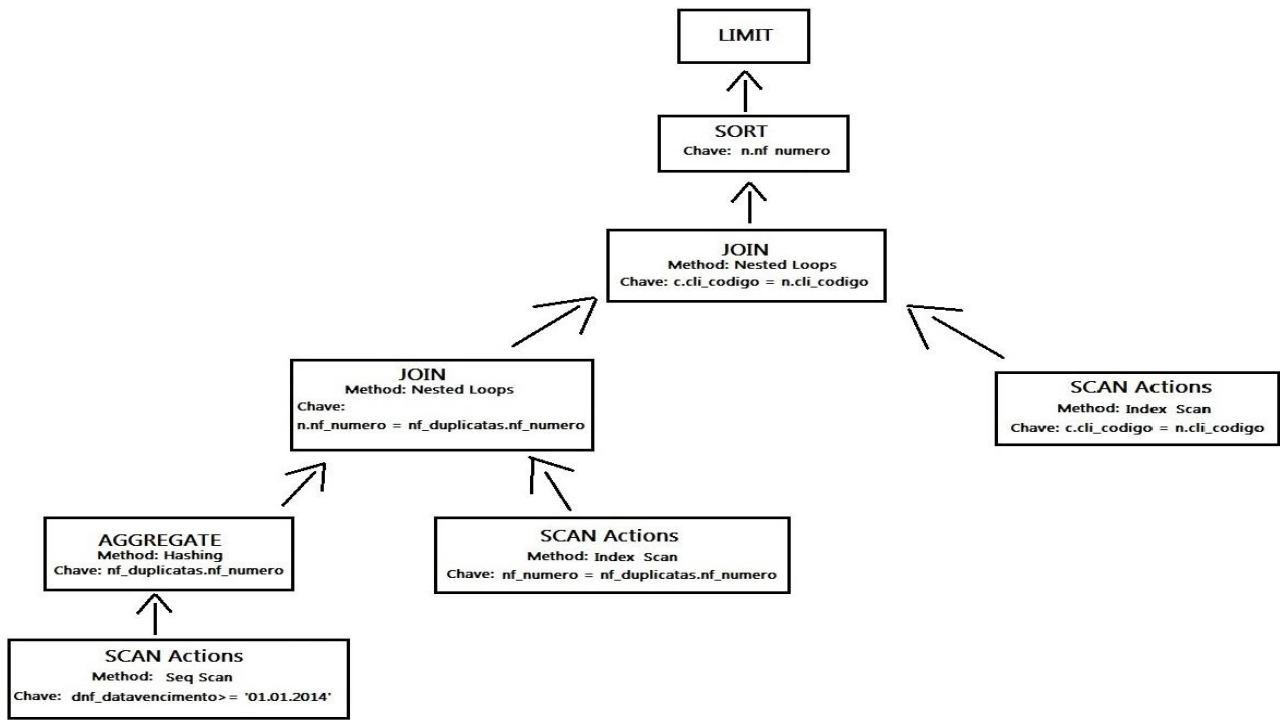 LIMIT
SORT
Chave: n.nf numero
JOIN
Method: Nested Loops
Chave: c.cli_codigo = n.cli_codigo
JOIN
Method: Nested Loops
Chave:
n.nf_numero = nf_duplicatas.nf_numero
SCAN Actions
Method: Index Scan
Chave: c.cli_codigo = n.cli_codigo
AGGREGATE
Method: Hashing
Chave: nf_duplicatas.nf_numero
SCAN Actions
Method: Index Scan
Chave: nf_numero = nf_duplicatas.nf_numero
SCAN Actions
Method: Seq Scan
Chave: dnf_datavencimento>= '01.01.2014'